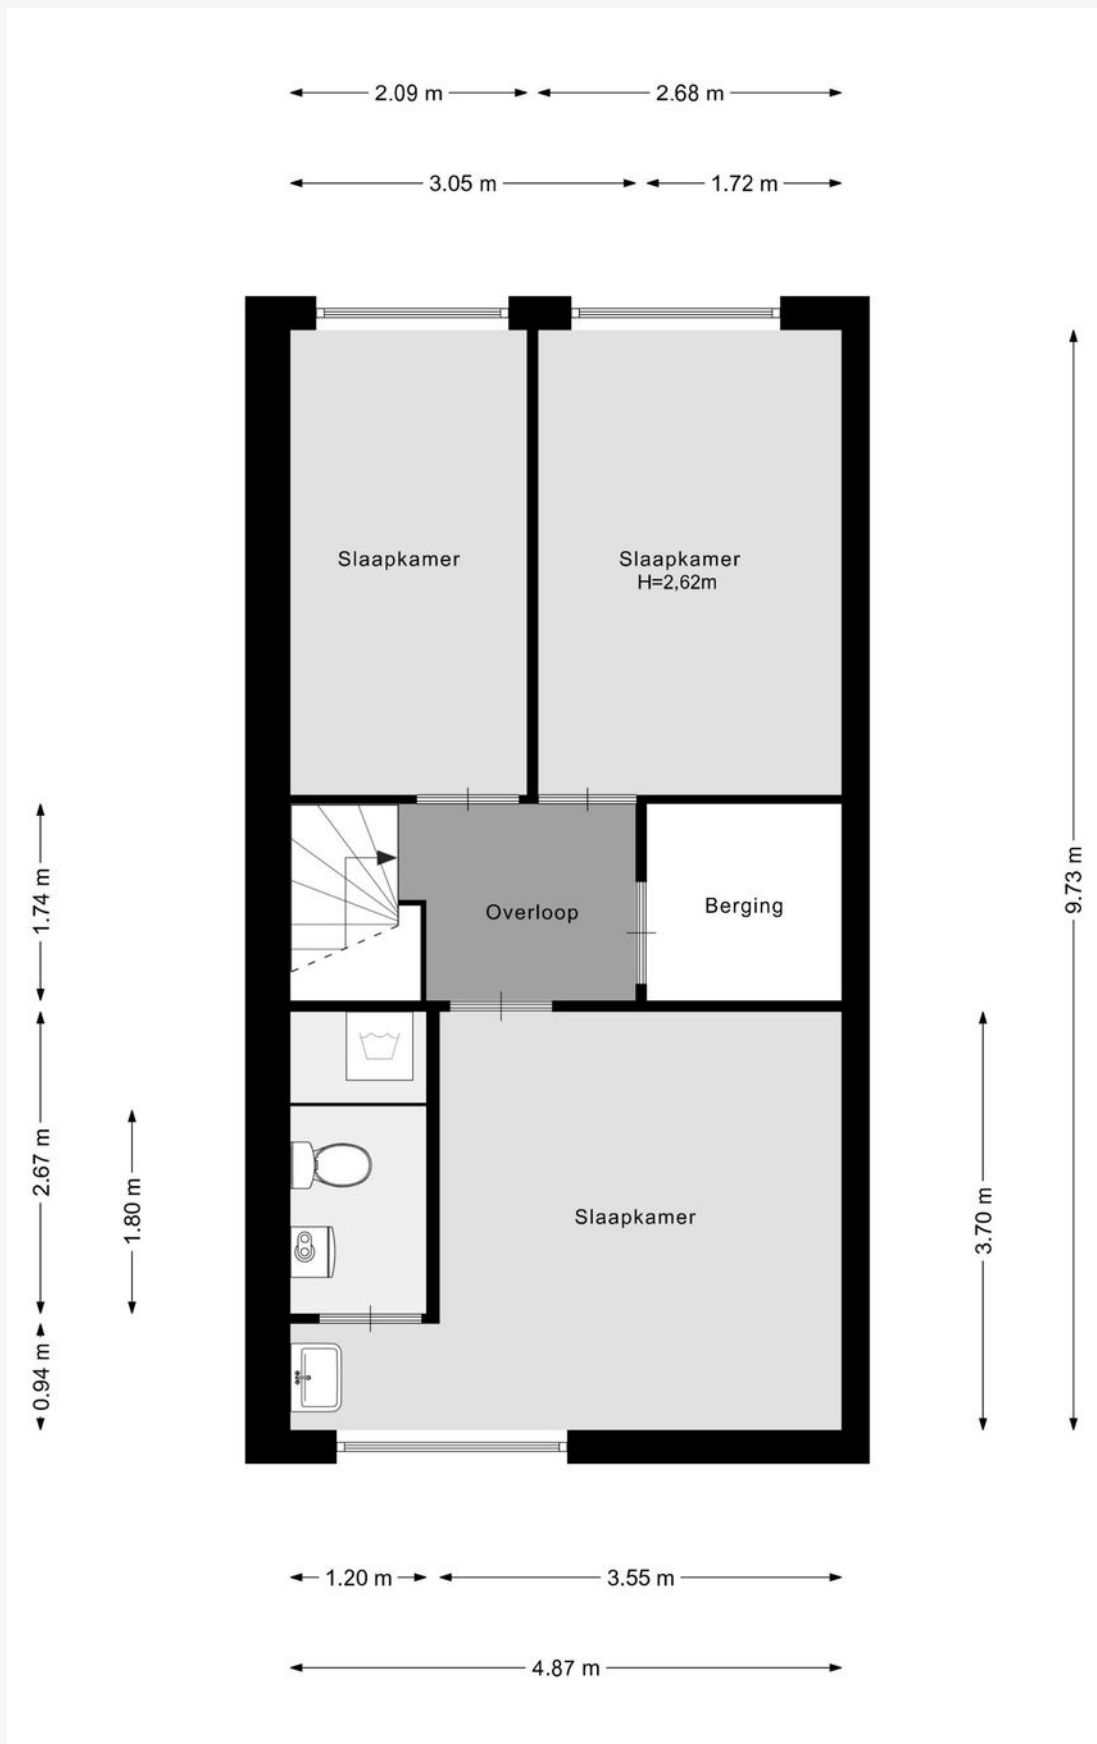 2.09 m
2.68 m
3.05 m
1.72 m
Slaapkamer
Slaapkamer
H=2,62m
1.74 m
9.73 m
Overloop
Berging
2.67 m
1.80 m
3.70 m
Slaapkamer
0.94 m
1.20 m
3.55 m
4.87 m